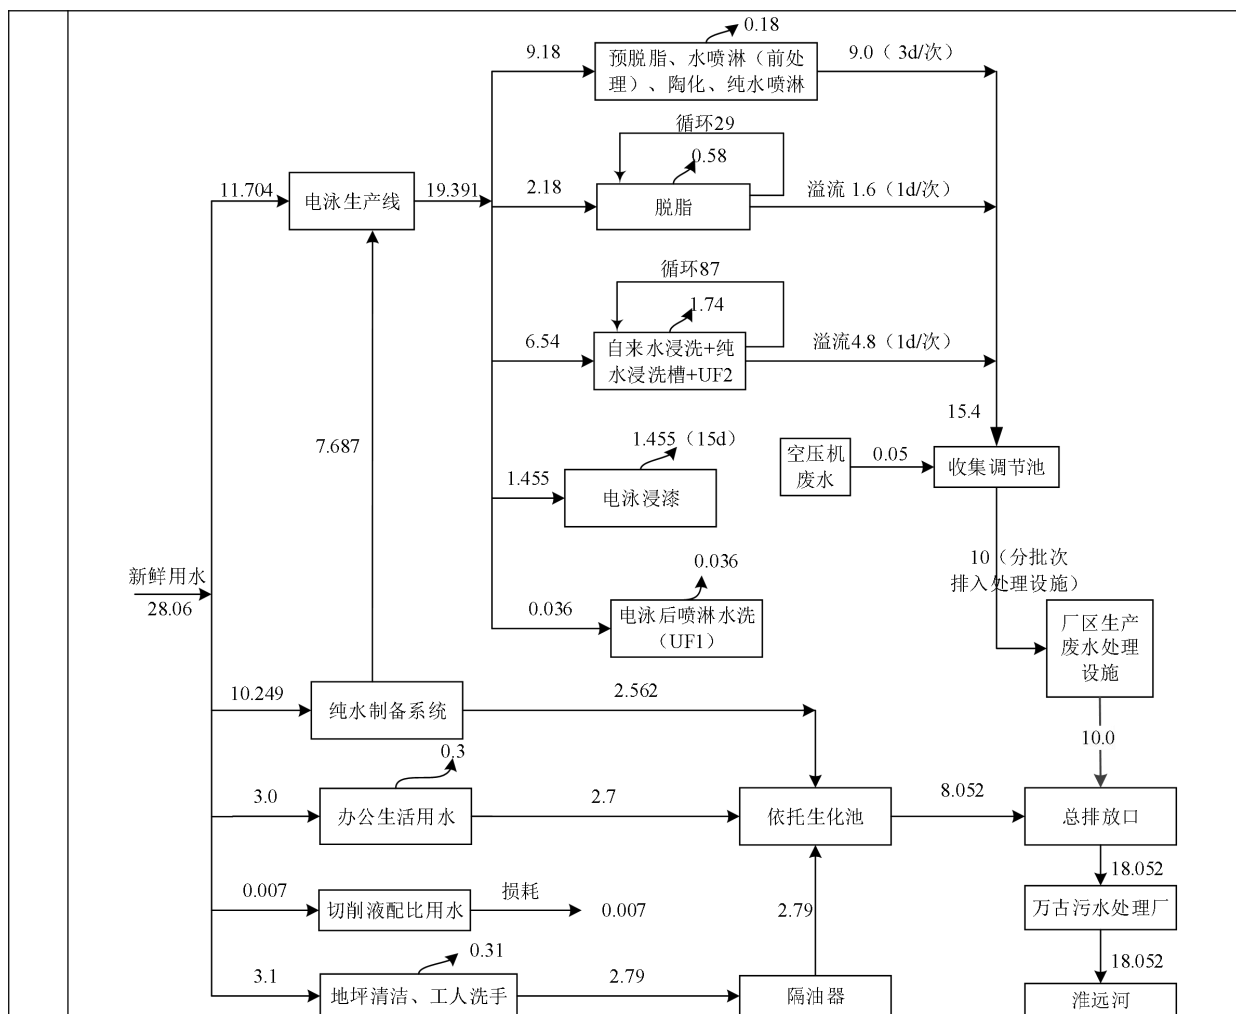 0.18
9.18
预脱脂、水喷淋（前处
理）、陶化、纯水喷淋
9.0（ 3d/次）
循环29
0.58
11.704
电泳生产线
19.391
2.18
脱脂
溢流 1.6（1d/次）
循环87
1.74
6.54
自来水浸洗+纯
水浸洗槽+UF2
溢流4.8（1d/次）
15.4
7.687
1.455（15d）
空压机
废水
0.05
收集调节池
1.455
电泳浸漆
10（分批次
排入处理设施）
0.036
新鲜用水
28.06
0.036
电泳后喷淋水洗
（UF1）
厂区生产
废水处理
设施
10.249
纯水制备系统
2.562
10.0
0.3
3.0
办公生活用水
2.7
依托生化池
8.052
总排放口
18.052
0.007
切削液配比用水
损耗
0.007
2.79
万古污水处理厂
0.31
18.052
3.1
地坪清洁、工人洗手
2.79
隔油器
淮远河